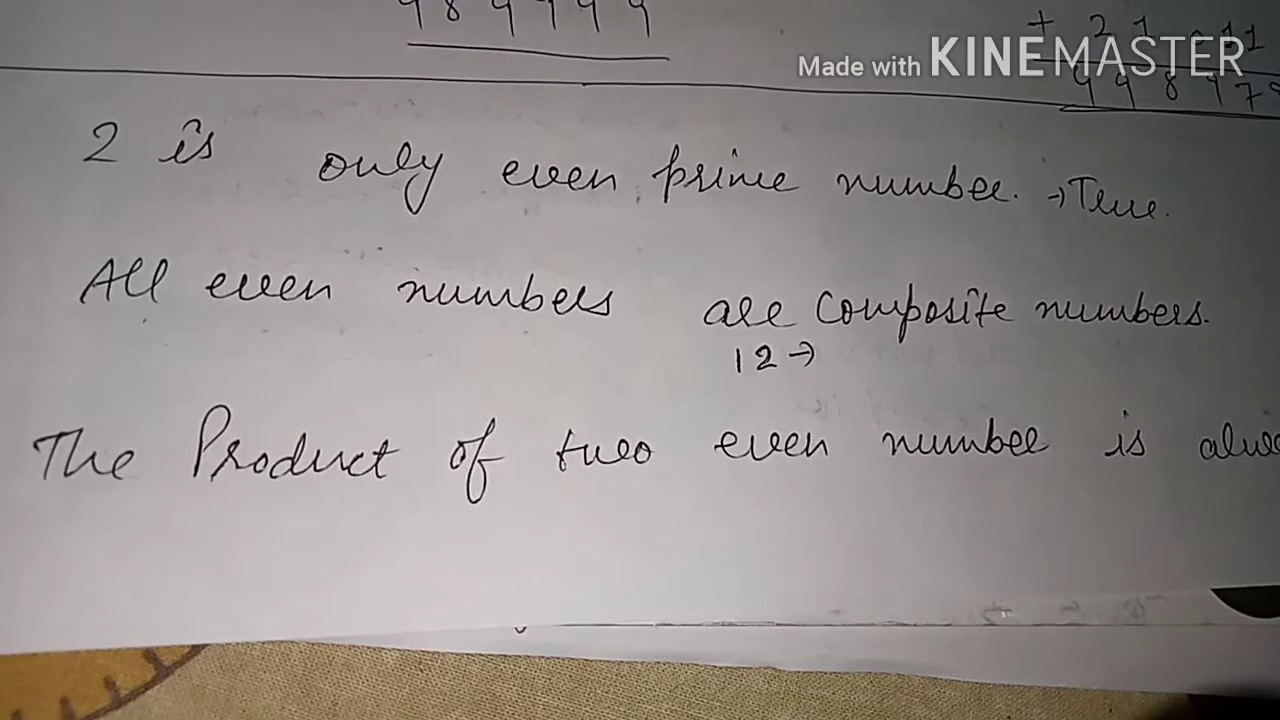 Made with KINEMASTER
2 is only even prime number. → True.
All even numbers are composite numbers.
12 →
The Product of two even number is